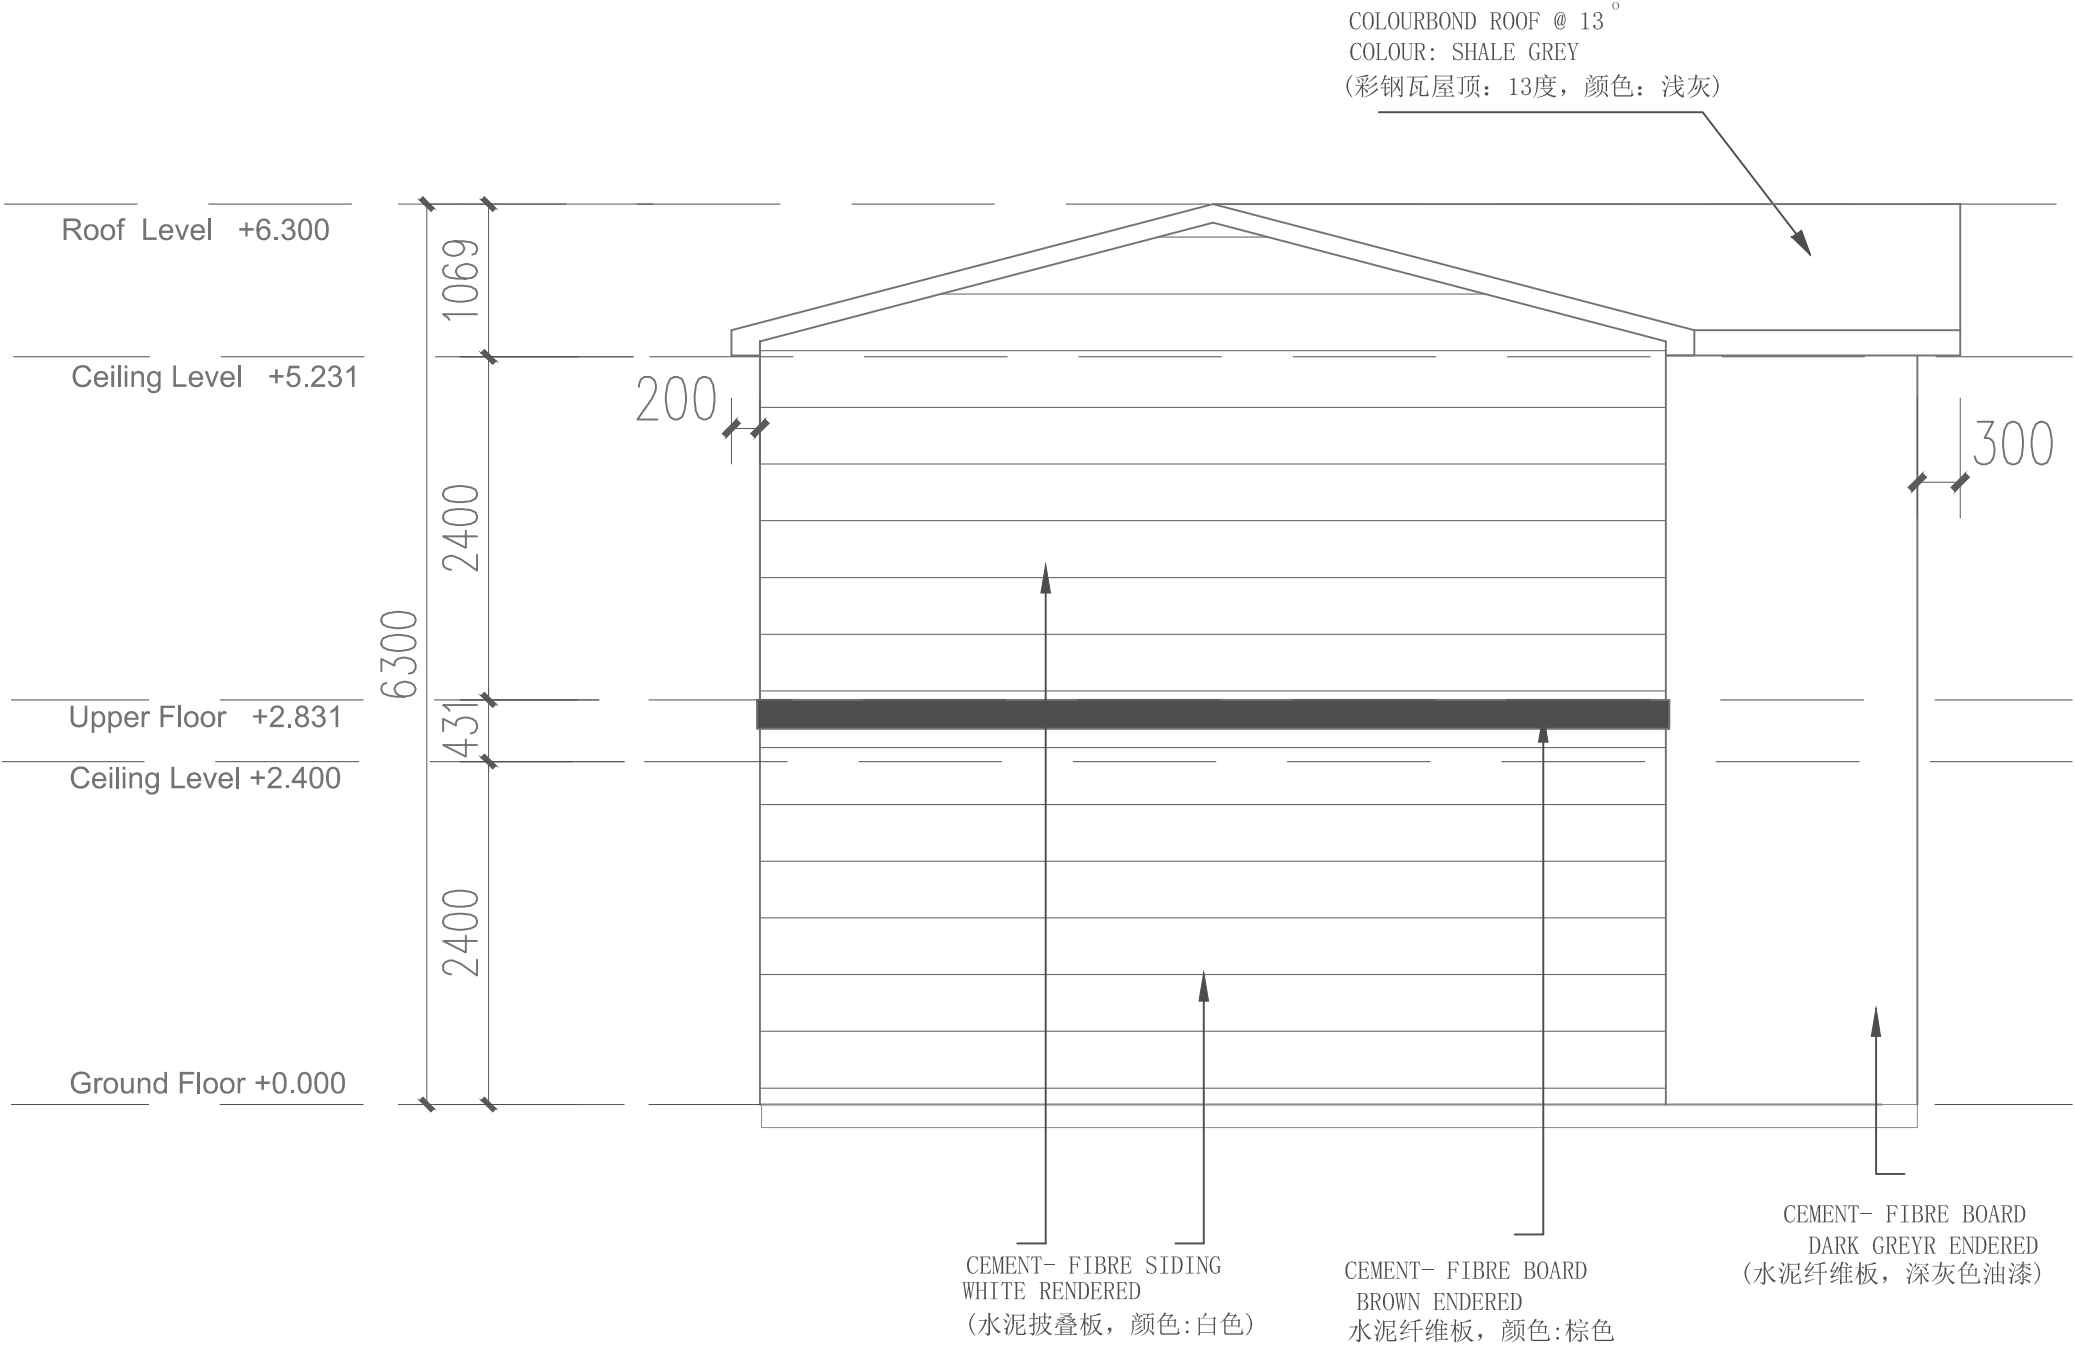 COLOURBOND ROOF @ 13°
COLOUR: SHALE GREY
(彩钢瓦屋顶: 13度, 颜色: 浅灰)
Roof Level +6.300
1069
Ceiling Level +5.231
200
300
2400
6300
Upper Floor +2.831
431
Ceiling Level +2.400
2400
Ground Floor +0.000
CEMENT- FIBRE SIDING
WHITE RENDERED
(水泥披叠板, 颜色:白色)
CEMENT- FIBRE BOARD
BROWN ENDERED
水泥纤维板, 颜色:棕色
CEMENT- FIBRE BOARD
DARK GREYR ENDERED
(水泥纤维板, 深灰色油漆)